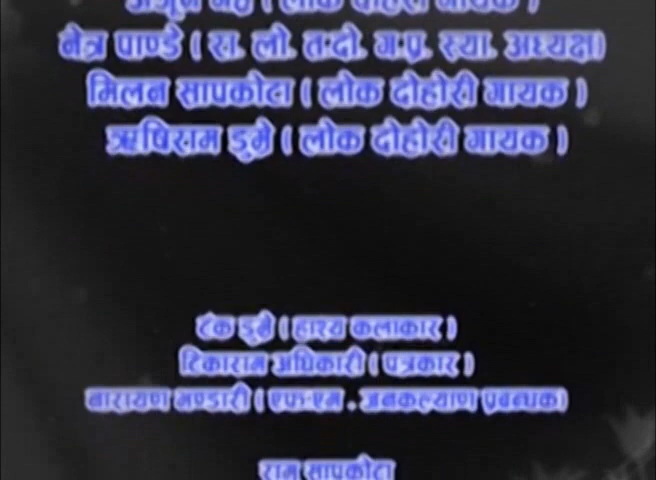 ( लोक दोहोरी गायक )
नेत्र पाण्डे ( रा. लो. त.दो. ग.प्र. स्या. अध्यक्ष)
मिलन सापकोटा ( लोक दोहोरी गायक )
ऋषिराम डुम्रे ( लोक दोहोरी गायक )
टंक डुम्रे ( हाश्य कलाकार )
टिकाराम अधिकारी ( पत्रकार )
नारायण भण्डारी ( एफ.एम . जनकल्याण प्रबन्धक)
राम सापकोटा